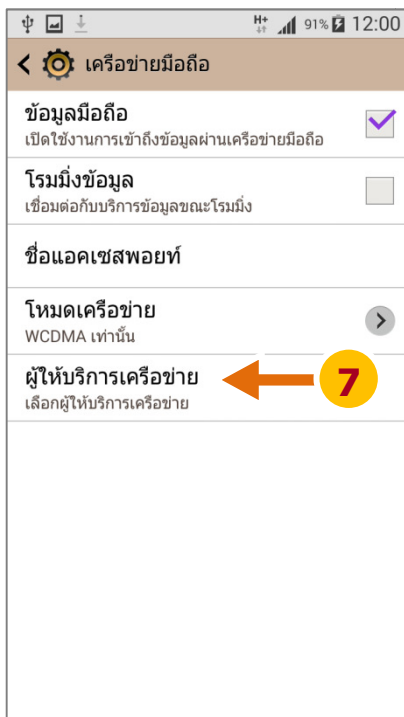 H+ 91% 12:00
เครือข่ายมือถือ
ข้อมูลมือถือ
เปิดใช้งานการเข้าถึงข้อมูลผ่านเครือข่ายมือถือ
โรมมิ่งข้อมูล
เชื่อมต่อกับบริการข้อมูลขณะโรมมิ่ง
ชื่อแอคเซสพอยท์
โหมดเครือข่าย
WCDMA เท่านั้น
ผู้ให้บริการเครือข่าย 7
เลือกผู้ให้บริการเครือข่าย